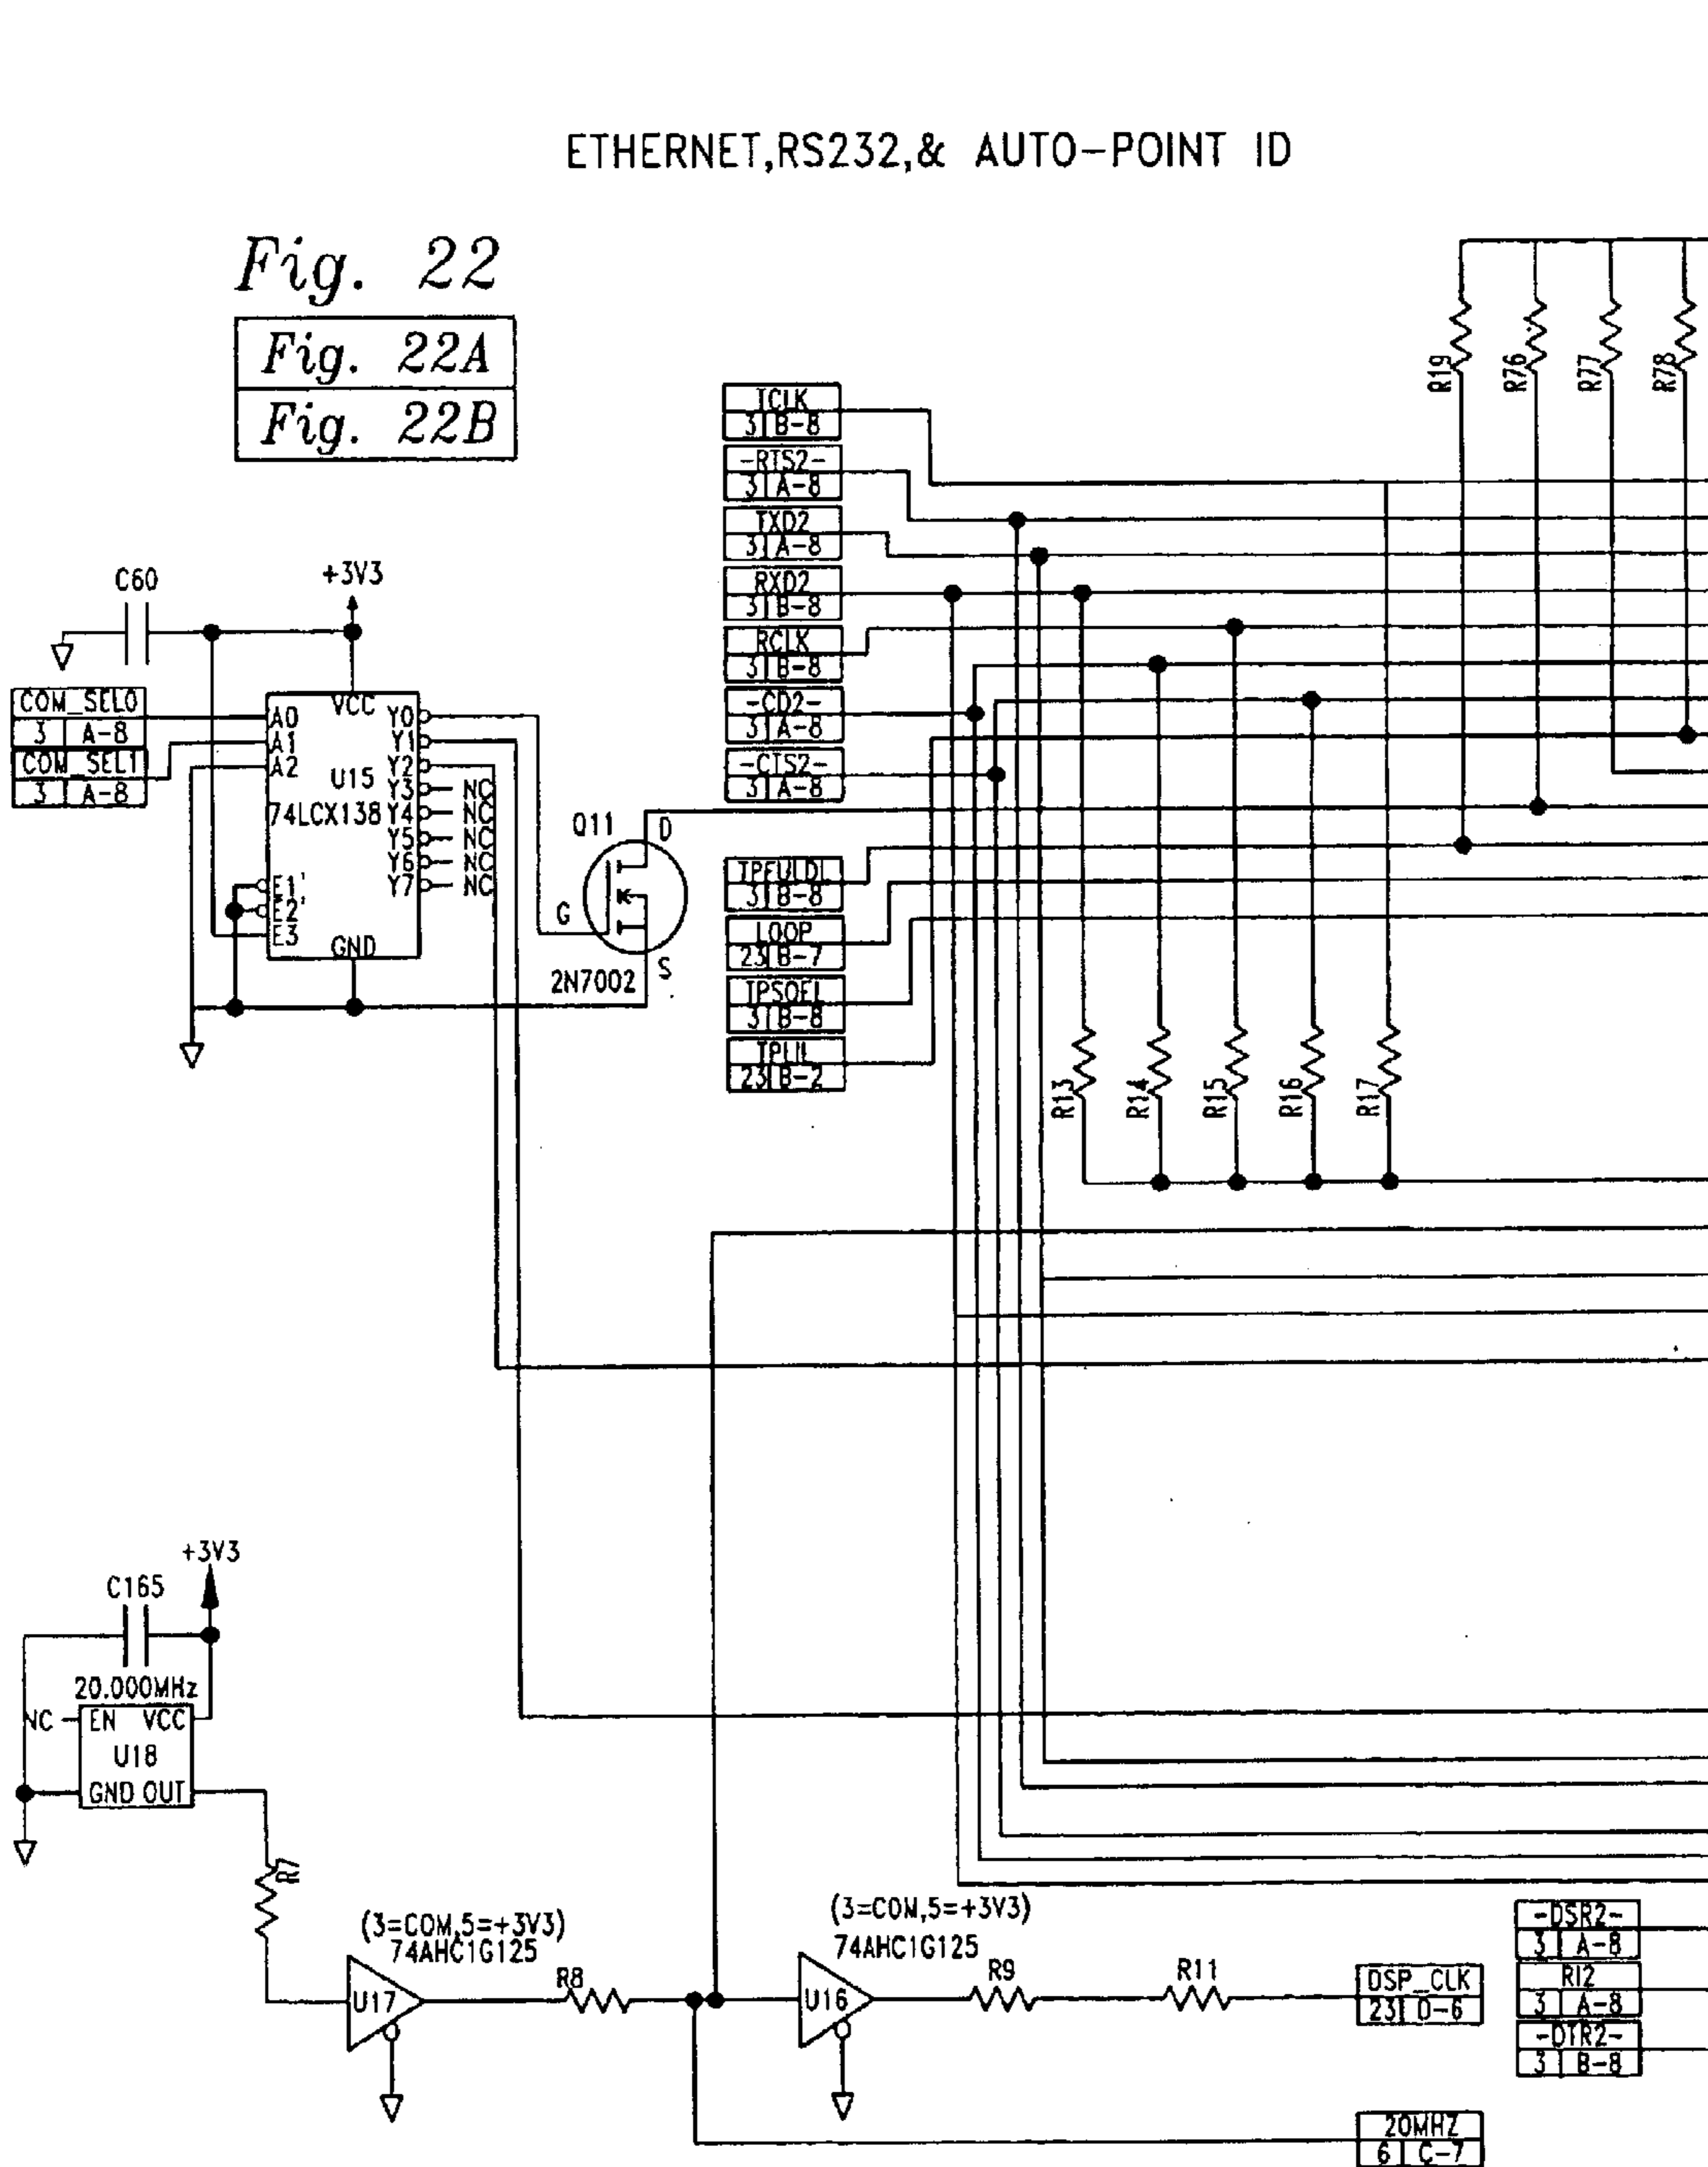 ETHERNET,RS232,& AUTO-POINT ID
Fig. 22
Fig. 22A
Fig. 22B
R19
R76
R77
R78
TCLK
3 B-8
-RTS2-
3 A-8
TXD2
3 A-8
RXD2
3 B-8
RCLK
3 B-8
-CD2-
3 A-8
-CTS2-
3 A-8
C60
+3V3
COM_SEL0
3 A-8
COM_SEL1
3 A-8
VCC
A0
A1
A2
U15
74LCX138
E1'
E2'
E3
GND
Y0
Y1
Y2
Y3 NC
Y4 NC
Y5 NC
Y6 NC
Y7 NC
Q11
D
G
S
2N7002
TPFULDL
3 B-8
LOOP
23 B-7
TPSQEL
3 B-8
TPLIL
23 B-2
R13
R14
R15
R16
R17
+3V3
C165
20.000MHz
NC
EN VCC
U18
GND OUT
R7
(3=COM,5=+3V3)
74AHC1G125
U17
R8
(3=COM,5=+3V3)
74AHC1G125
U16
R9
R11
DSP_CLK
23 D-6
-DSR2-
3 A-8
RI2
3 A-8
-DTR2-
3 B-8
20MHZ
6 C-7